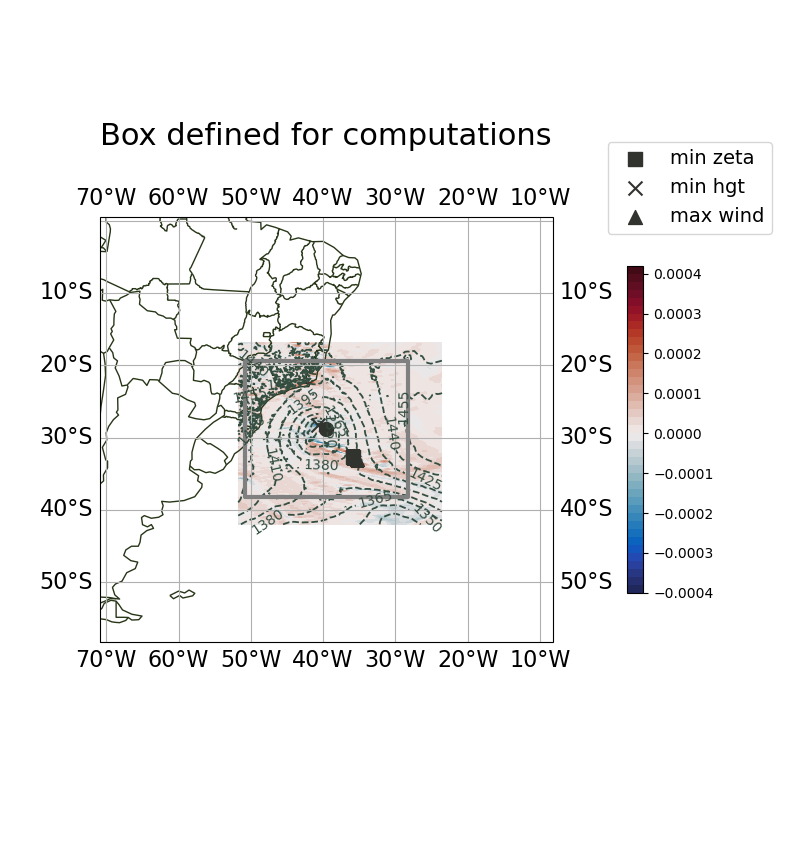 Box defined for computations
min zeta
min hgt
max wind
70°W 60°W 50°W 40°W 30°W 20°W 10°W
0.0004
0.0003
0.0002
0.0001
0.0000
−0.0001
−0.0002
−0.0003
−0.0004
10°S 10°S
20°S 20°S
30°S 30°S
40°S 40°S
50°S 50°S
1395
1455
1440
1410
1380
1365
1425
1380
1350
70°W 60°W 50°W 40°W 30°W 20°W 10°W